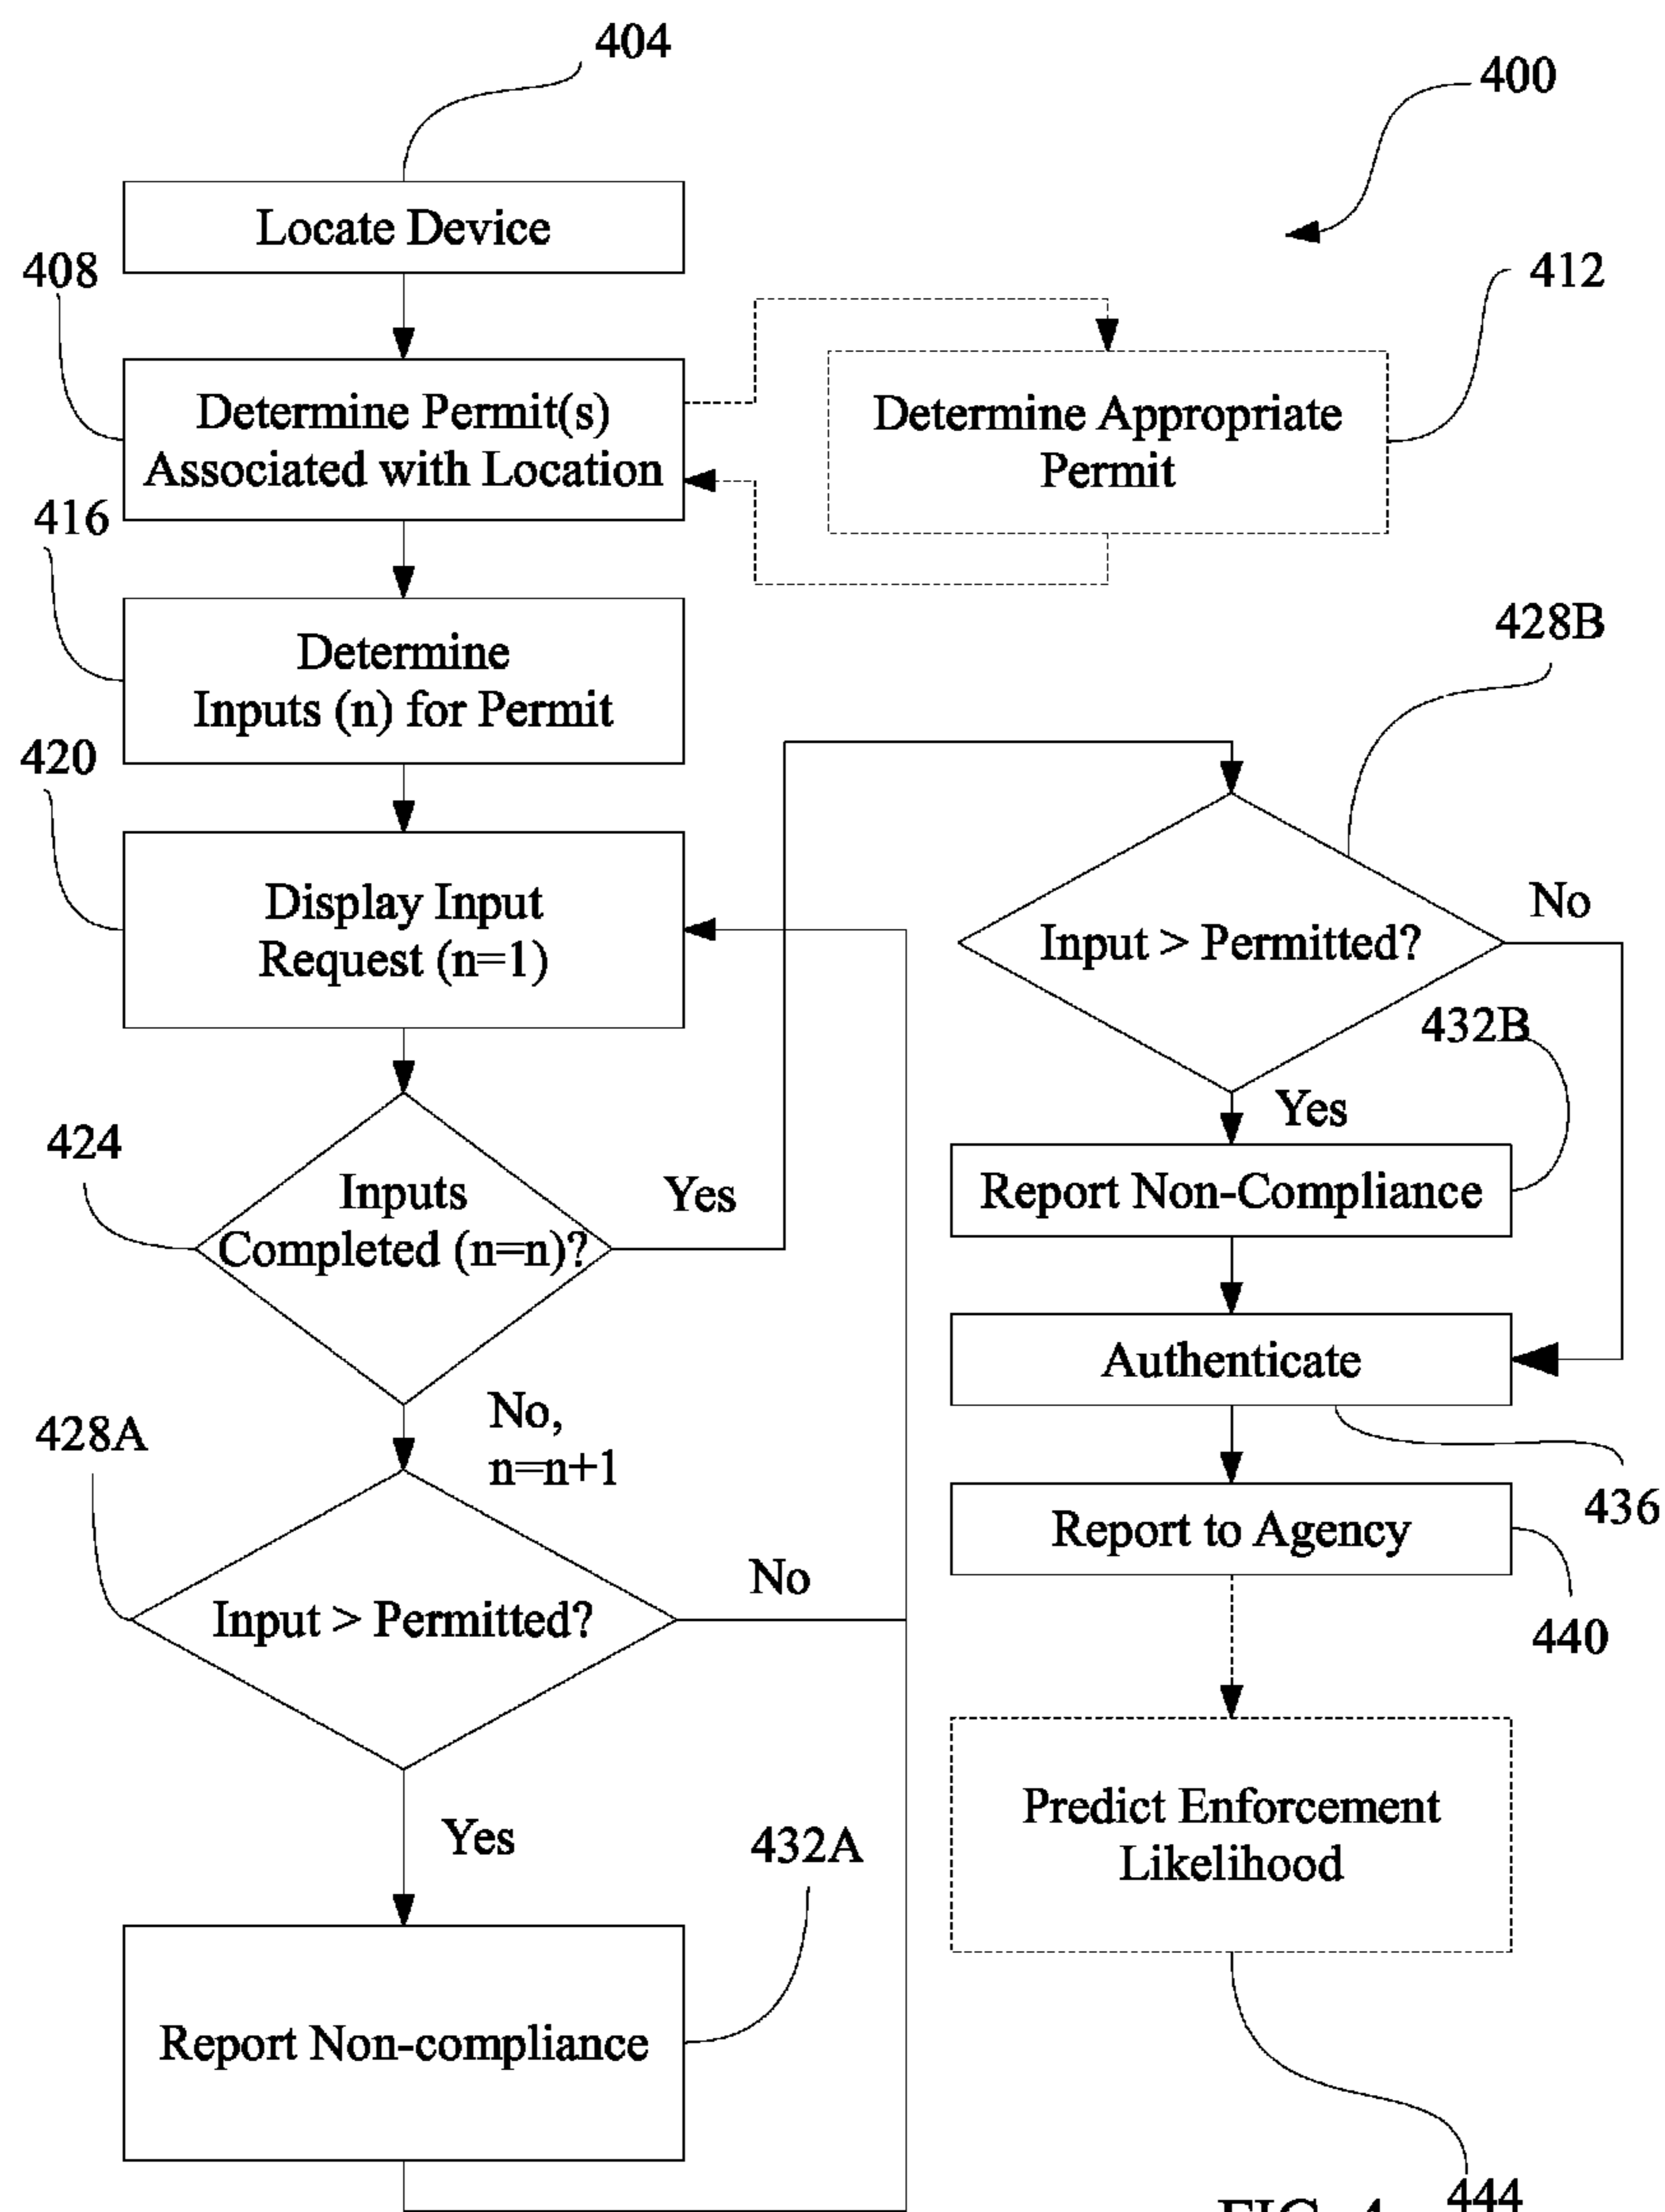 404
400
Locate Device
408
412
Determine Permit(s)
Associated with Location
Determine Appropriate
Permit
416
Determine
Inputs (n) for Permit
428B
420
Display Input
Request (n=1)
No
Input > Permitted?
432B
Yes
424
Inputs
Completed (n=n)?
Yes
Report Non-Compliance
Authenticate
No,
n=n+1
428A
436
Report to Agency
No
Input > Permitted?
440
Yes
432A
Predict Enforcement
Likelihood
Report Non-compliance
444
FIG. 4